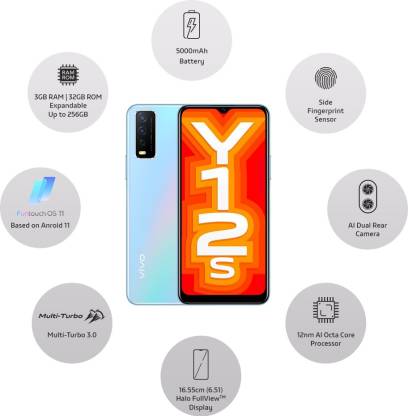 5000mAh
Battery
RAM
ROM
3GB RAM | 32GB ROM
Expandable
Up to 256GB
Side
Fingerprint
Sensor
Funtouch OS 11
Based on Anroid 11
AI Dual Rear
Camera
Y12s
vivo
Multi-Turbo
Multi-Turbo 3.0
12nm AI Octa Core
Processor
16.55cm (6.51)
Halo FullView™
Display